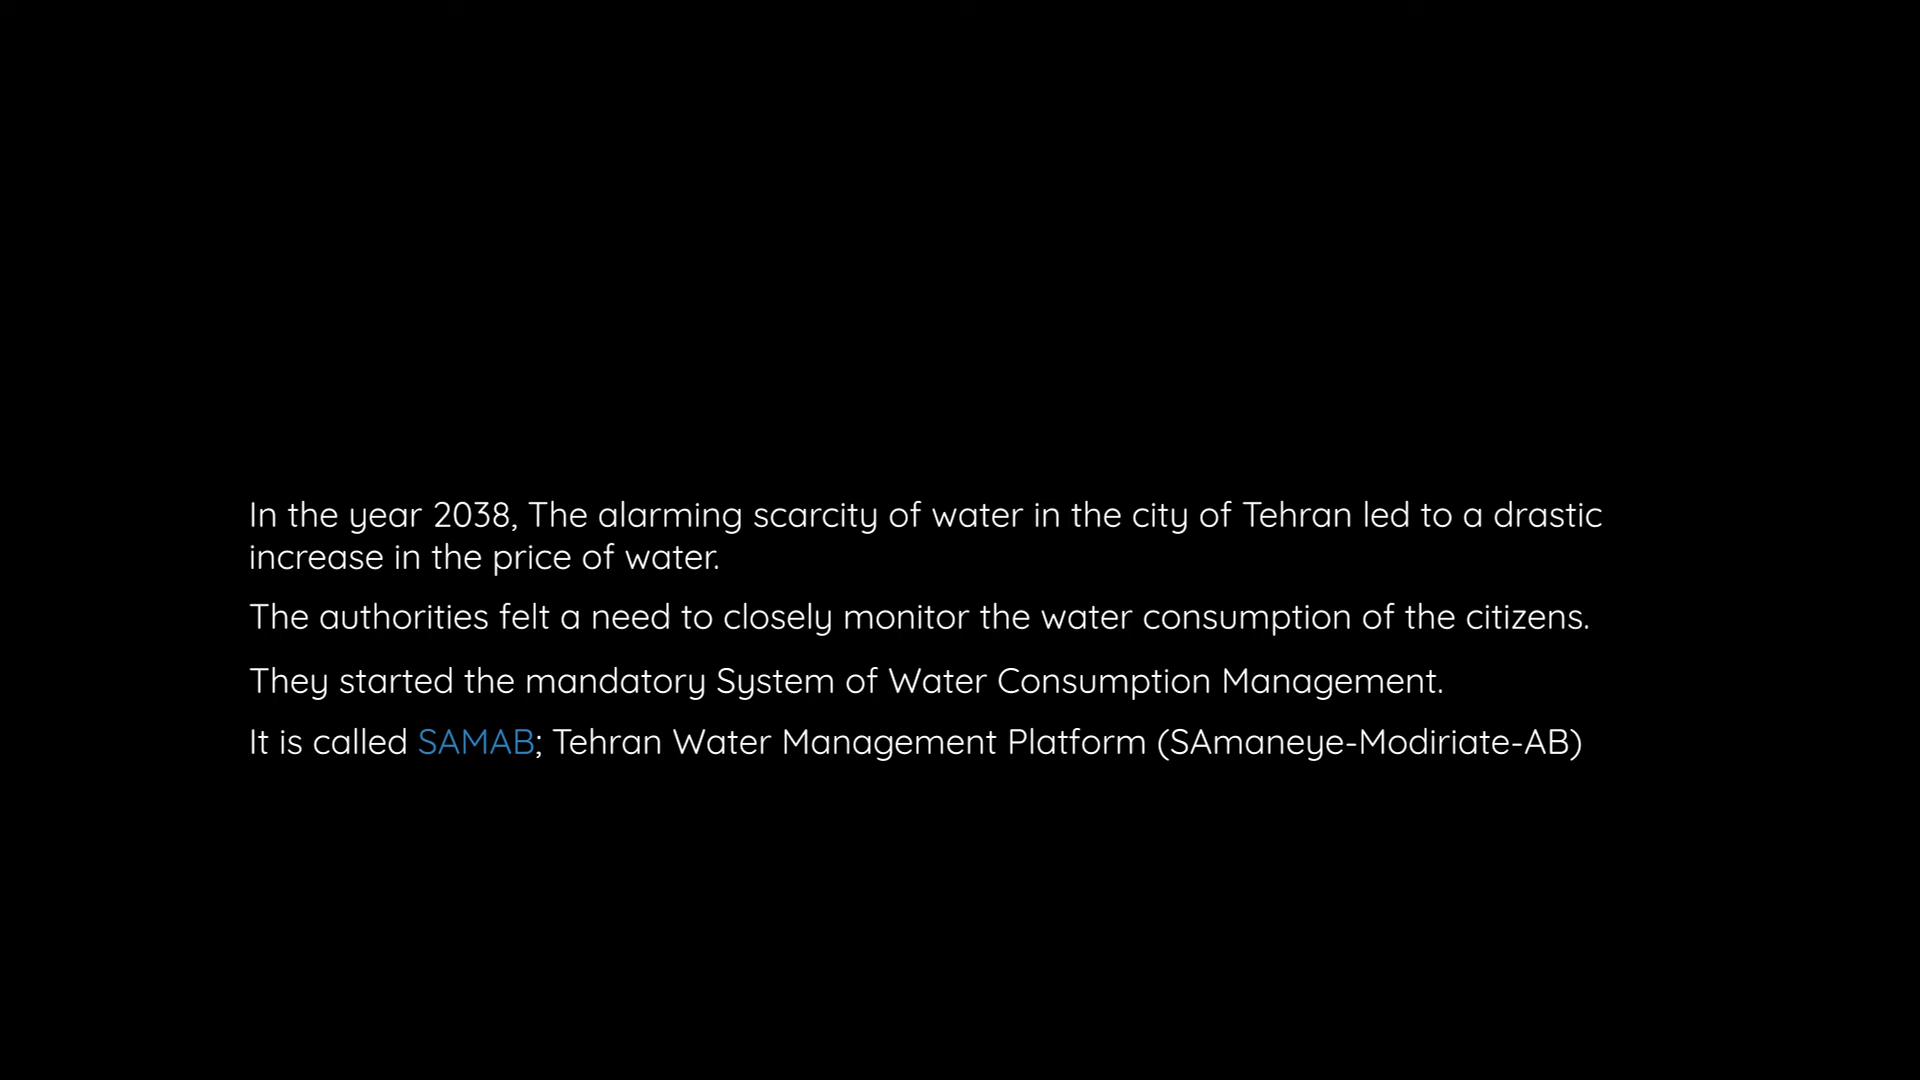 In the year 2038, The alarming scarcity of water in the city of Tehran led to a drastic
increase in the price of water.
The authorities felt a need to closely monitor the water consumption of the citizens.
They started the mandatory System of Water Consumption Management.
It is called SAMAB; Tehran Water Management Platform (SAmaneye-Modiriate-AB)